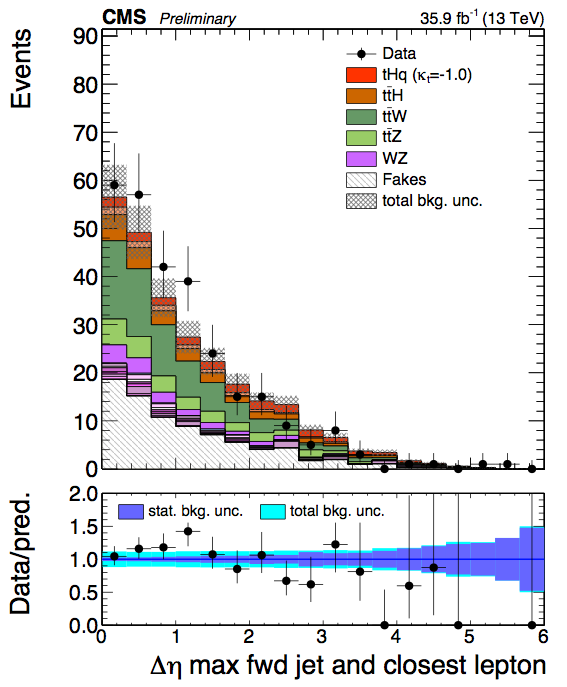 CMS Preliminary 35.9 fb⁻¹ (13 TeV)
Events
90
80
70
60
50
40
30
20
10
0
Data
tHq (κt=-1.0)
tt̄H
tt̄W
tt̄Z
WZ
Fakes
total bkg. unc.
Data/pred.
2.0
1.5
1.0
0.5
0.0
stat. bkg. unc. total bkg. unc.
0 1 2 3 4 5 6
Δη max fwd jet and closest lepton